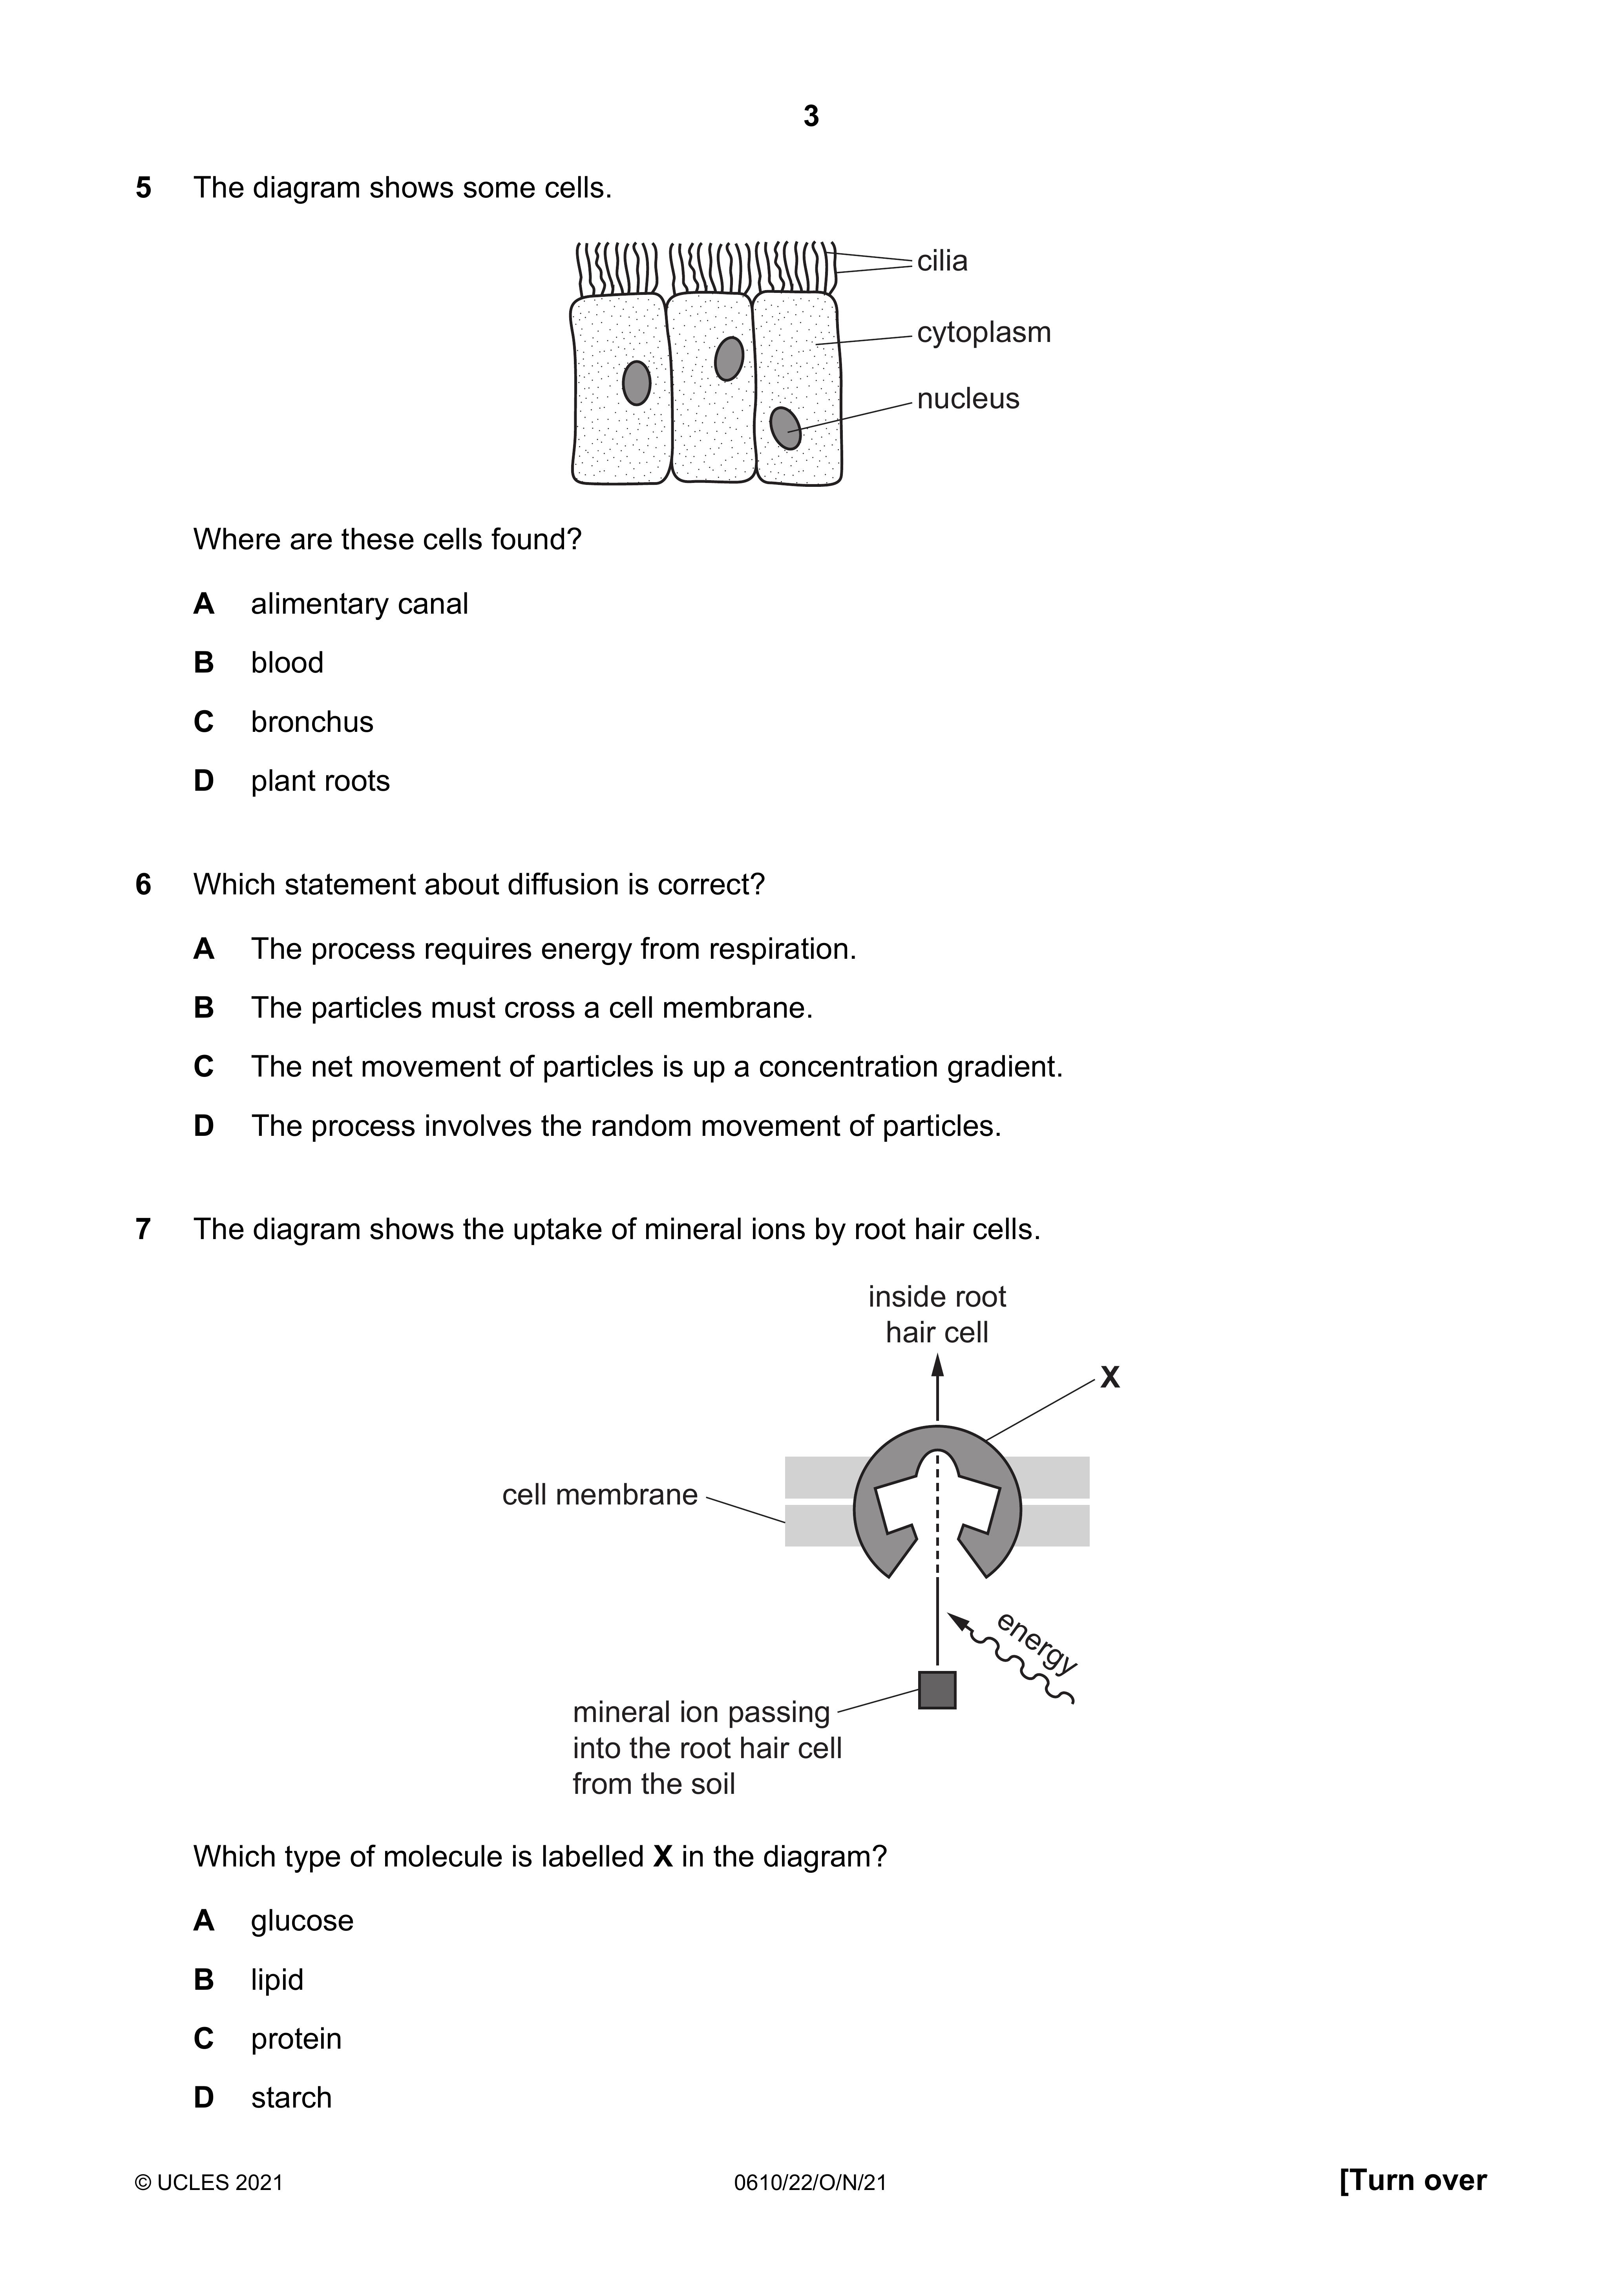 3
5 The diagram shows some cells.
cilia
cytoplasm
nucleus
Where are these cells found?
A alimentary canal
B blood
C bronchus
D plant roots
6 Which statement about diffusion is correct?
A The process requires energy from respiration.
B The particles must cross a cell membrane.
C The net movement of particles is up a concentration gradient.
D The process involves the random movement of particles.
7 The diagram shows the uptake of mineral ions by root hair cells.
inside root
hair cell
X
cell membrane
energy
mineral ion passing
into the root hair cell
from the soil
Which type of molecule is labelled X in the diagram?
A glucose
B lipid
C protein
D starch
© UCLES 2021 0610/22/O/N/21 [Turn over